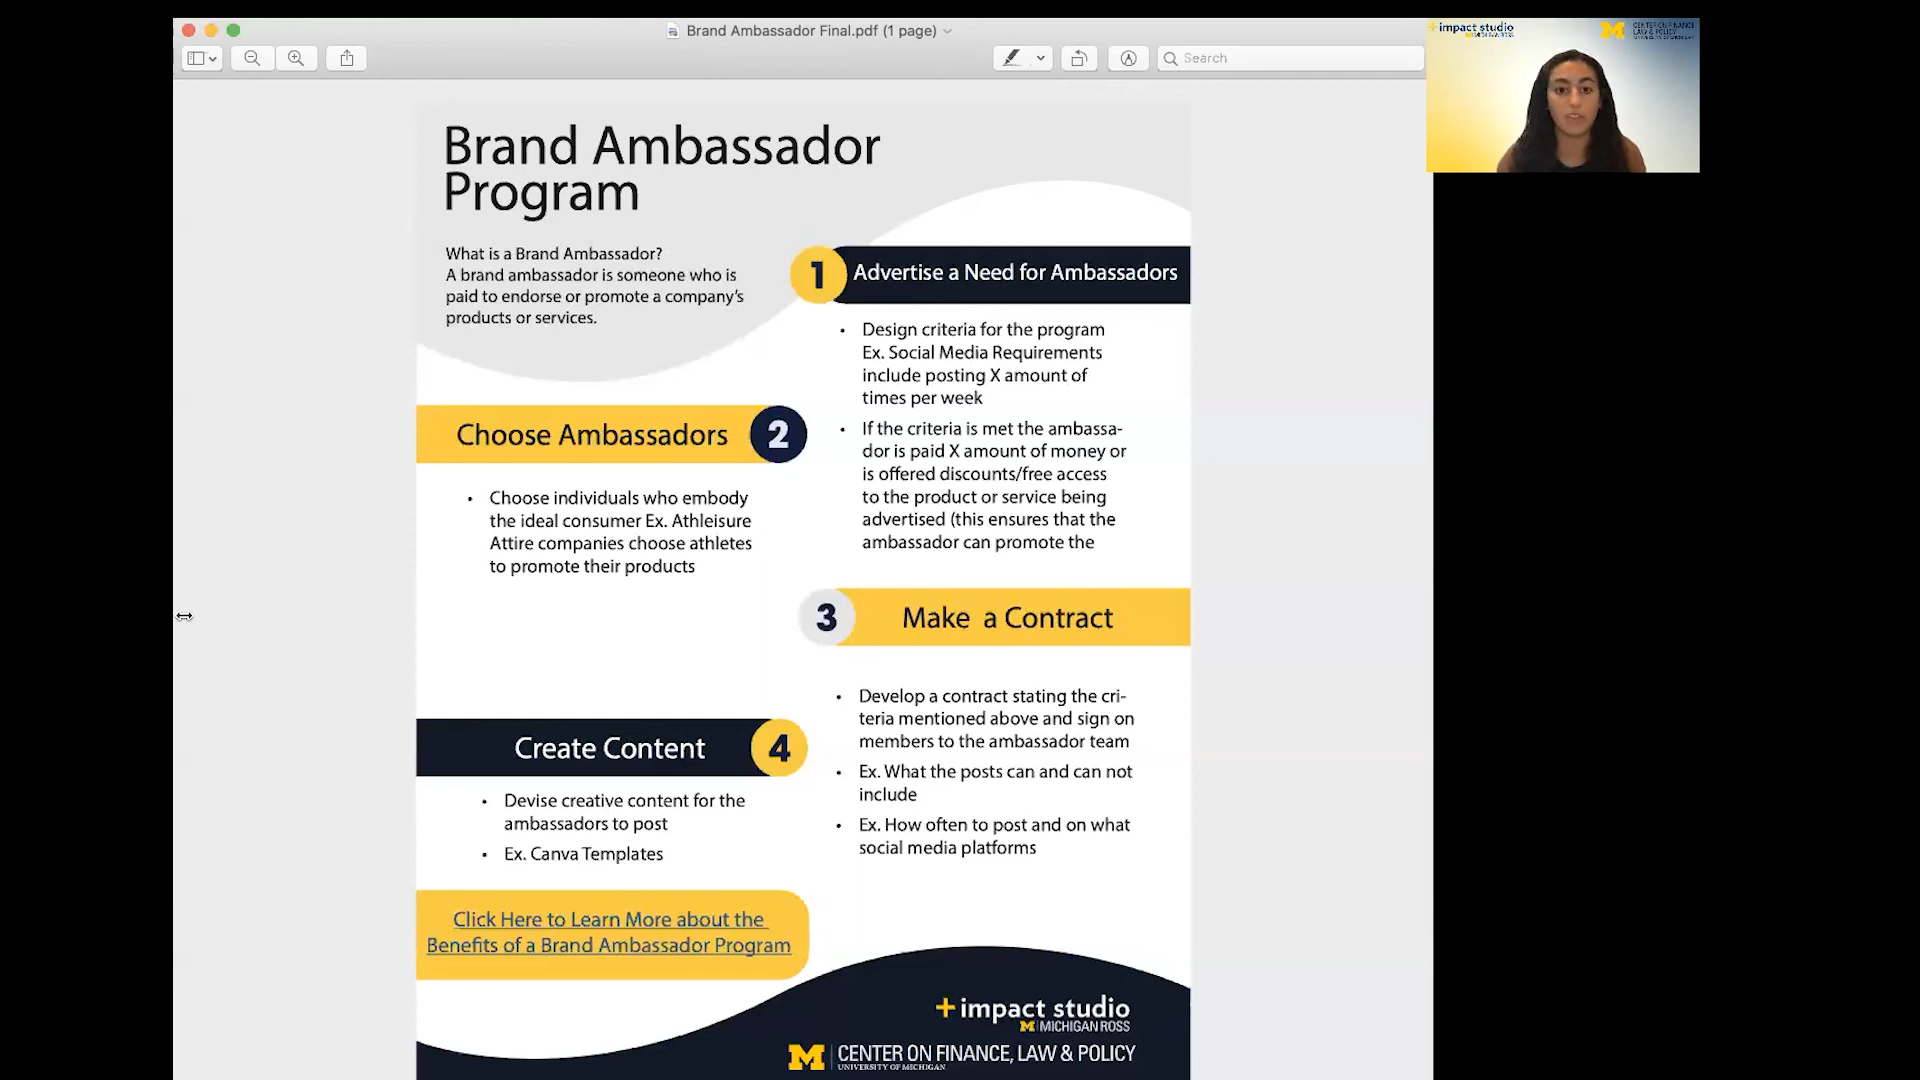 Brand Ambassador Final.pdf (1 page)
Search
+impact studio
Brand Ambassador
Program
What is a Brand Ambassador?
A brand ambassador is someone who is
paid to endorse or promote a company's
products or services.
1
Advertise a Need for Ambassadors
• Design criteria for the program
Ex. Social Media Requirements
include posting X amount of
times per week
• If the criteria is met the ambassa-
dor is paid X amount of money or
is offered discounts/free access
to the product or service being
advertised (this ensures that the
ambassador can promote the
Choose Ambassadors
2
• Choose individuals who embody
the ideal consumer Ex. Athleisure
Attire companies choose athletes
to promote their products
3
Make a Contract
• Develop a contract stating the cri-
teria mentioned above and sign on
members to the ambassador team
• Ex. What the posts can and can not
include
• Ex. How often to post and on what
social media platforms
Create Content
4
• Devise creative content for the
ambassadors to post
• Ex. Canva Templates
Click Here to Learn More about the
Benefits of a Brand Ambassador Program
+impact studio
M MICHIGAN ROSS
M CENTER ON FINANCE, LAW & POLICY
UNIVERSITY OF MICHIGAN